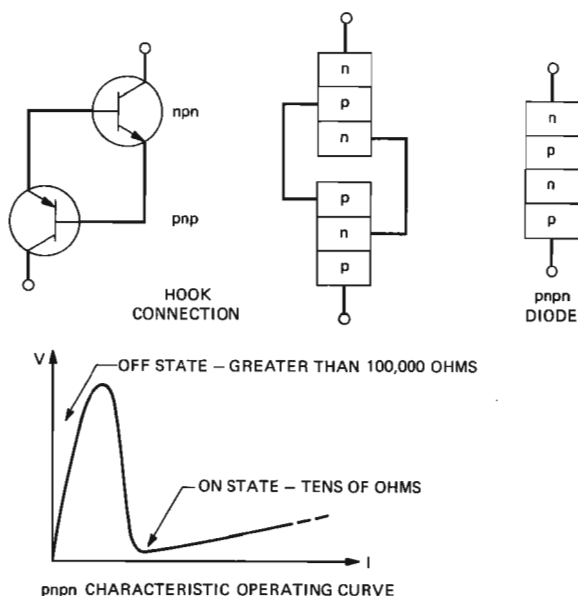 npn
pnp
HOOK
CONNECTION
n
p
n
p
n
p
n
p
n
p
pnpn
DIODE
V
OFF STATE – GREATER THAN 100,000 OHMS
ON STATE – TENS OF OHMS
I
pnpn CHARACTERISTIC OPERATING CURVE